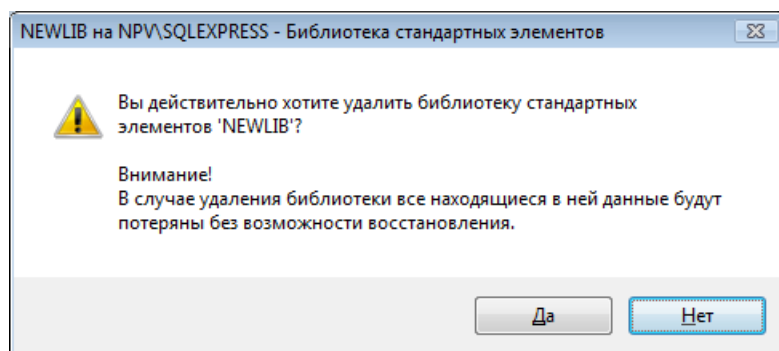 NEWLIB на NPV\SQLEXPRESS - Библиотека стандартных элементов
Вы действительно хотите удалить библиотеку стандартных
элементов 'NEWLIB'?
Внимание!
В случае удаления библиотеки все находящиеся в ней данные будут
потеряны без возможности восстановления.
Да
Нет